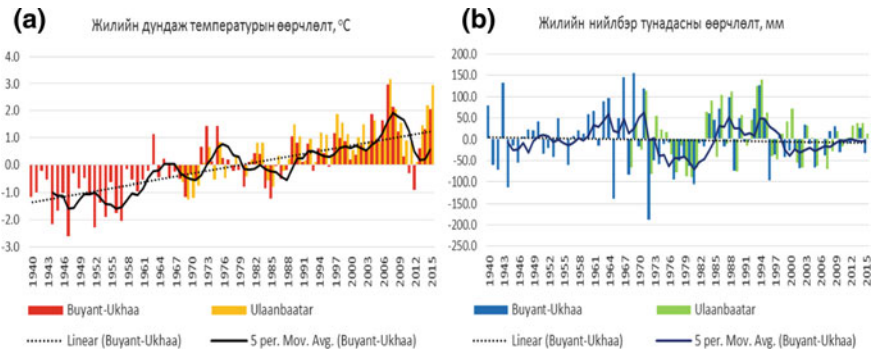 (a)
Жилийн дундаж температурын өөрчлөлт, °C
4.0
3.0
2.0
1.0
0.0
-1.0
-2.0
-3.0
1940 1943 1946 1949 1952 1955 1958 1961 1964 1967 1970 1973 1976 1979 1982 1985 1988 1991 1994 1997 2000 2003 2006 2009 2012 2015
Buyant-Ukhaa Ulaanbaatar
Linear (Buyant-Ukhaa) 5 per. Mov. Avg. (Buyant-Ukhaa)
(b)
Жилийн нийлбэр тунадасны өөрчлөлт, мм
200.0
150.0
100.0
50.0
0.0
-50.0
-100.0
-150.0
-200.0
-250.0
1940 1943 1946 1949 1952 1955 1958 1961 1964 1967 1970 1973 1976 1979 1982 1985 1988 1991 1994 1997 2000 2003 2006 2009 2012 2015
Buyant-Ukhaa Ulaanbaatar
Linear (Buyant-Ukhaa) 5 per. Mov. Avg. (Buyant-Ukhaa)